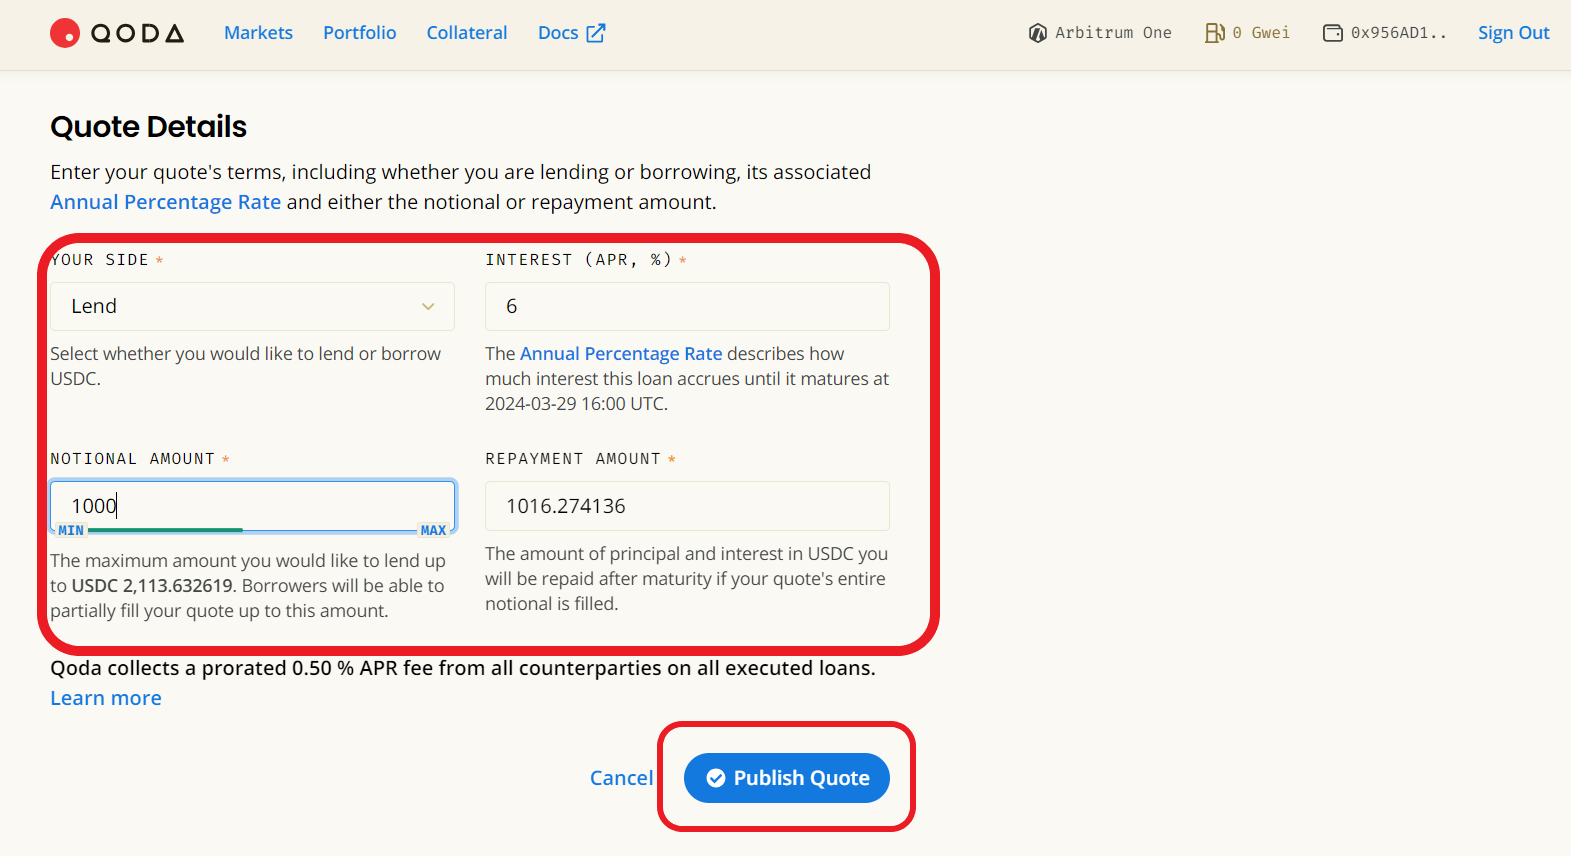 QODA Markets Portfolio Collateral Docs Arbitrum One 0 Gwei 0x956AD1.. Sign Out
Quote Details
Enter your quote's terms, including whether you are lending or borrowing, its associated
Annual Percentage Rate and either the notional or repayment amount.
YOUR SIDE *
Lend
Select whether you would like to lend or borrow
USDC.
INTEREST (APR, %) *
6
The Annual Percentage Rate describes how
much interest this loan accrues until it matures at
2024-03-29 16:00 UTC.
NOTIONAL AMOUNT *
1000
MIN MAX
The maximum amount you would like to lend up
to USDC 2,113.632619. Borrowers will be able to
partially fill your quote up to this amount.
REPAYMENT AMOUNT *
1016.274136
The amount of principal and interest in USDC you
will be repaid after maturity if your quote's entire
notional is filled.
Qoda collects a prorated 0.50 % APR fee from all counterparties on all executed loans.
Learn more
Cancel Publish Quote